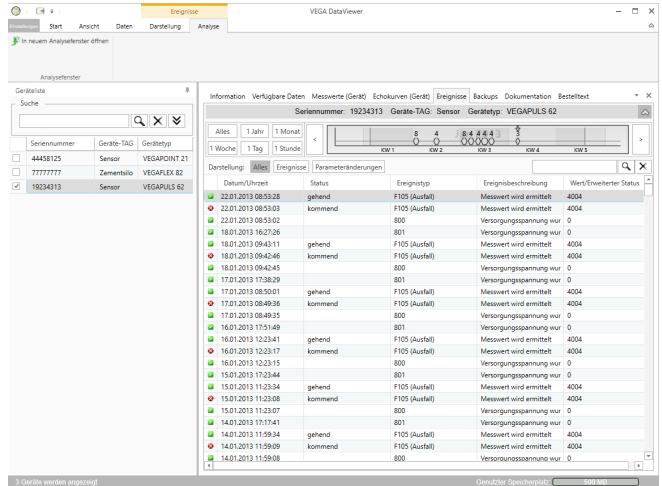 Ereignisse
VEGA DataViewer
Einstellungen Start Ansicht Daten Darstellung Analyse
In neuem Analysefenster öffnen
Analysefenster
Geräteliste
Suche
Seriennummer Geräte-TAG Gerätetyp
44458125 Sensor VEGAPOINT 21
77777777 Zementsilo VEGAFLEX 82
19234313 Sensor VEGAPULS 62
Information Verfügbare Daten Messwerte (Gerät) Echokurven (Gerät) Ereignisse Backups Dokumentation Bestelltext
Seriennummer: 19234313 Geräte-TAG: Sensor Gerätetyp: VEGAPULS 62
Alles 1 Jahr 1 Monat
1 Woche 1 Tag 1 Stunde
< 8 4 8 4 4 4 4 3 >
KW 1 KW 2 KW 3 KW 4 KW 5
Darstellung: Alles Ereignisse Parameteränderungen
Datum/Uhrzeit Status Ereignistyp Ereignisbeschreibung Wert/Erweiterter Status
22.01.2013 08:53:28 gehend F105 (Ausfall) Messwert wird ermittelt 4004
22.01.2013 08:53:03 kommend F105 (Ausfall) Messwert wird ermittelt 4004
22.01.2013 08:53:02 800 Versorgungsspannung wur 0
18.01.2013 16:27:26 801 Versorgungsspannung wur 0
18.01.2013 09:43:11 gehend F105 (Ausfall) Messwert wird ermittelt 4004
18.01.2013 09:42:46 kommend F105 (Ausfall) Messwert wird ermittelt 4004
18.01.2013 09:42:45 800 Versorgungsspannung wur 0
17.01.2013 17:38:29 801 Versorgungsspannung wur 0
17.01.2013 08:50:01 gehend F105 (Ausfall) Messwert wird ermittelt 4004
17.01.2013 08:49:36 kommend F105 (Ausfall) Messwert wird ermittelt 4004
17.01.2013 08:49:35 800 Versorgungsspannung wur 0
16.01.2013 17:51:49 801 Versorgungsspannung wur 0
16.01.2013 12:23:41 gehend F105 (Ausfall) Messwert wird ermittelt 4004
16.01.2013 12:23:17 kommend F105 (Ausfall) Messwert wird ermittelt 4004
16.01.2013 12:23:15 800 Versorgungsspannung wur 0
15.01.2013 17:23:44 801 Versorgungsspannung wur 0
15.01.2013 11:23:34 gehend F105 (Ausfall) Messwert wird ermittelt 4004
15.01.2013 11:23:08 kommend F105 (Ausfall) Messwert wird ermittelt 4004
15.01.2013 11:23:07 800 Versorgungsspannung wur 0
14.01.2013 17:17:41 801 Versorgungsspannung wur 0
14.01.2013 11:59:34 gehend F105 (Ausfall) Messwert wird ermittelt 4004
14.01.2013 11:59:09 kommend F105 (Ausfall) Messwert wird ermittelt 4004
14.01.2013 11:59:08 800 Versorgungsspannung wur 0
3 Geräte werden angezeigt
Genutzter Speicherplatz: 500 MB